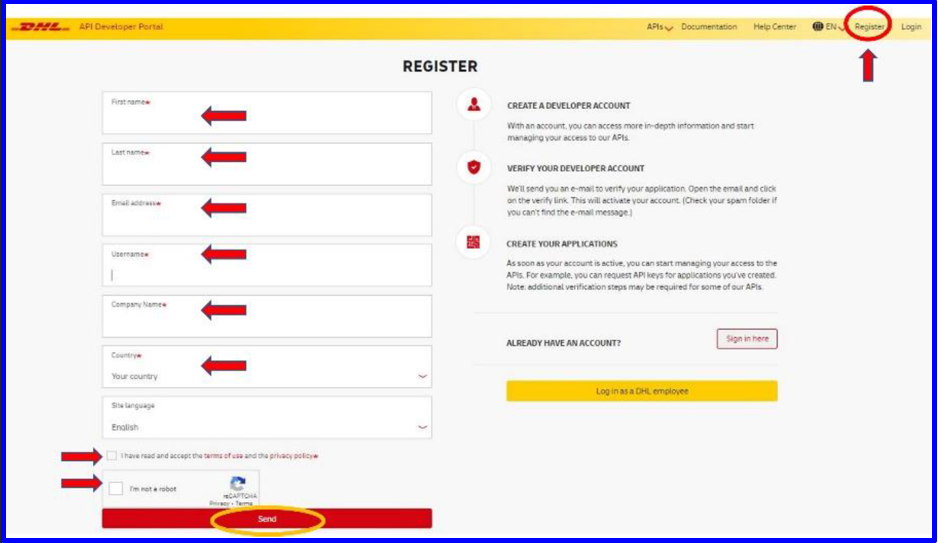 DHL API Developer Portal APIs Documentation Help Center EN Register Login
REGISTER
First name*
Last name*
Email address*
Username*
Company Name*
Country*
Your country
Site language
English
I have read and accept the terms of use and the privacy policy*
I'm not a robot
reCAPTCHA
Privacy - Terms
Send
CREATE A DEVELOPER ACCOUNT
With an account, you can access more in-depth information and start
managing your access to our APIs.
VERIFY YOUR DEVELOPER ACCOUNT
We'll send you an e-mail to verify your application. Open the email and click
on the verify link. This will activate your account. (Check your spam folder if
you can't find the e-mail message.)
CREATE YOUR APPLICATIONS
As soon as your account is active, you can start managing your access to the
APIs. For example, you can request API keys for applications you've created.
Note: additional verification steps may be required for some of our APIs.
ALREADY HAVE AN ACCOUNT?
Sign in here
Log in as a DHL employee